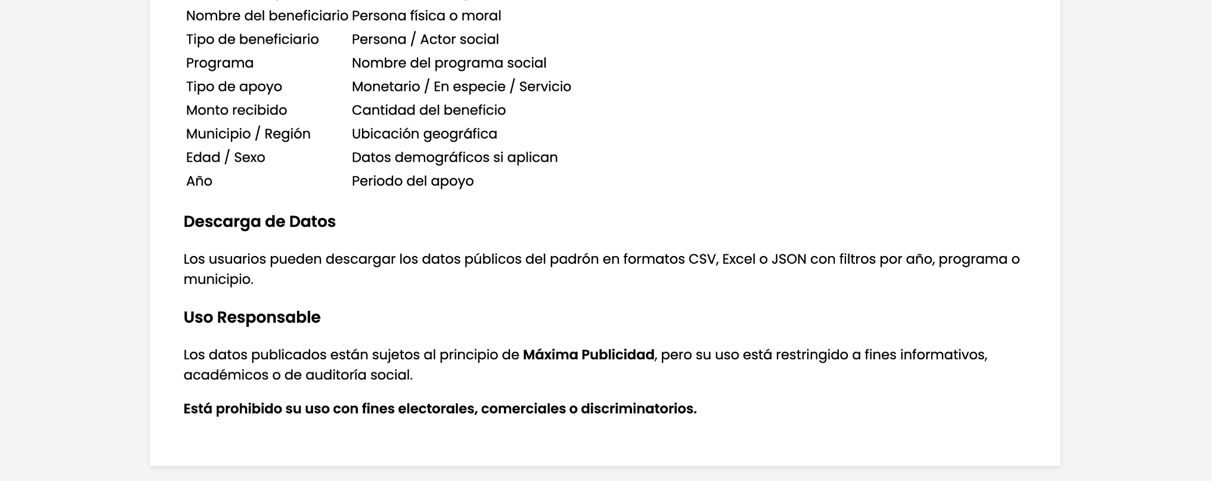 Nombre del beneficiario Persona física o moral
Tipo de beneficiario Persona / Actor social
Programa Nombre del programa social
Tipo de apoyo Monetario / En especie / Servicio
Monto recibido Cantidad del beneficio
Municipio / Región Ubicación geográfica
Edad / Sexo Datos demográficos si aplican
Año Periodo del apoyo
Descarga de Datos
Los usuarios pueden descargar los datos públicos del padrón en formatos CSV, Excel o JSON con filtros por año, programa o
municipio.
Uso Responsable
Los datos publicados están sujetos al principio de Máxima Publicidad, pero su uso está restringido a fines informativos,
académicos o de auditoría social.
Está prohibido su uso con fines electorales, comerciales o discriminatorios.